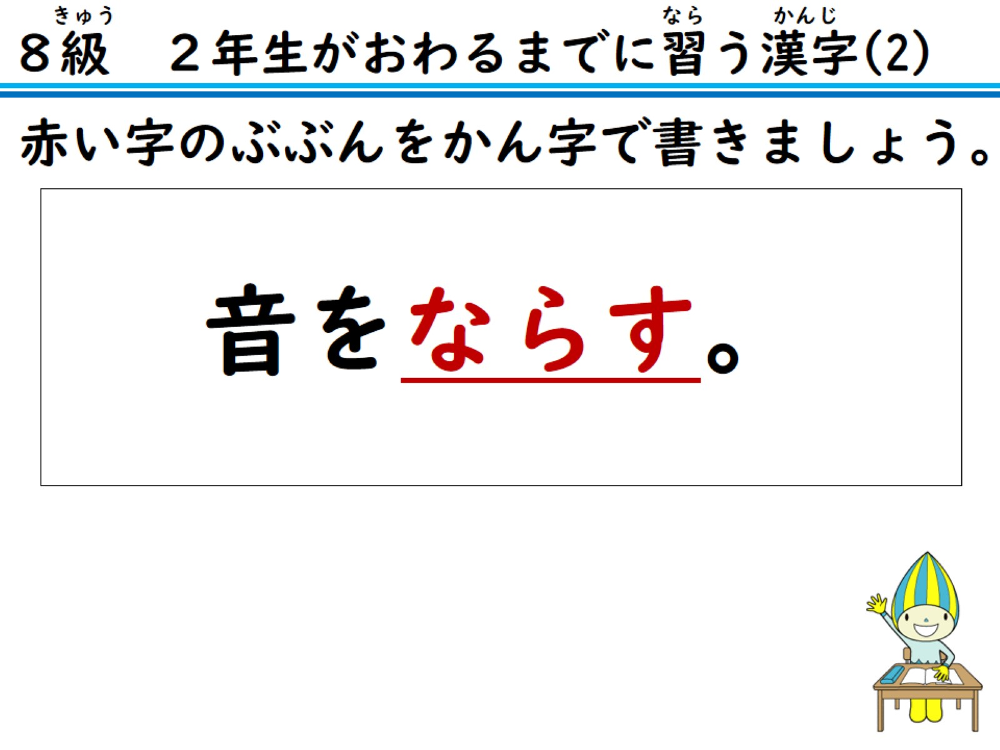 きゅう なら かんじ
８級　２年生がおわるまでに習う漢字(2)
赤い字のぶぶんをかん字で書きましょう。
音をならす。